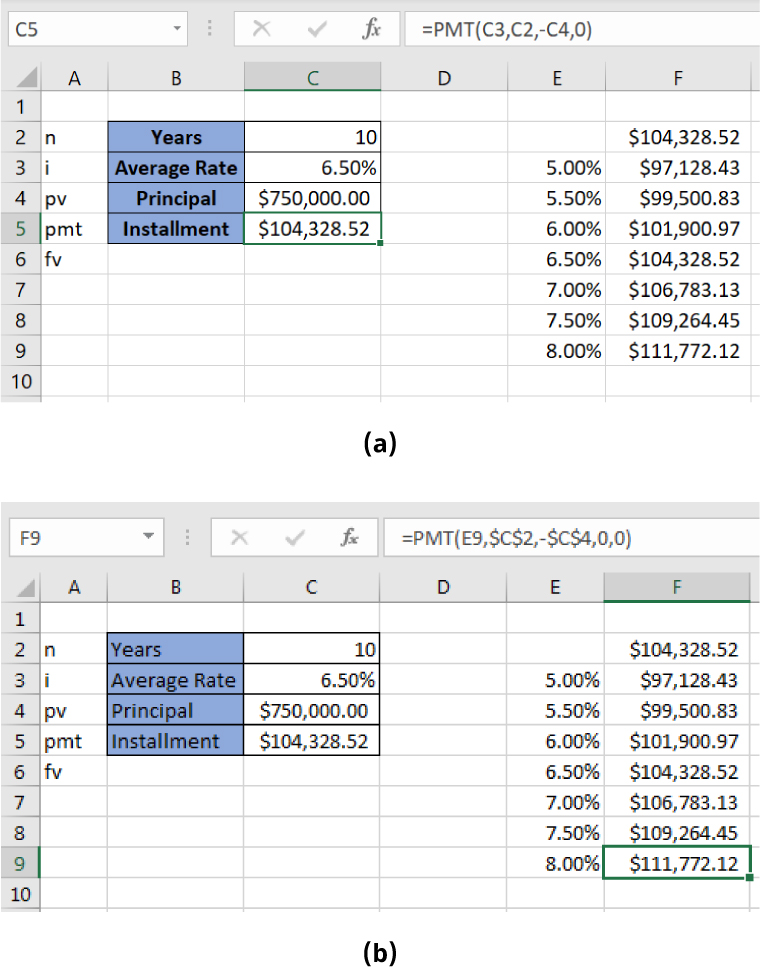 C5 fx =PMT(C3,C2,-C4,0)
A B C D E F
1
2 n Years 10 $104,328.52
3 i Average Rate 6.50% 5.00% $97,128.43
4 pv Principal $750,000.00 5.50% $99,500.83
5 pmt Installment $104,328.52 6.00% $101,900.97
6 fv 6.50% $104,328.52
7 7.00% $106,783.13
8 7.50% $109,264.45
9 8.00% $111,772.12
10
(a)
F9 fx =PMT(E9,$C$2,-$C$4,0,0)
A B C D E F
1
2 n Years 10 $104,328.52
3 i Average Rate 6.50% 5.00% $97,128.43
4 pv Principal $750,000.00 5.50% $99,500.83
5 pmt Installment $104,328.52 6.00% $101,900.97
6 fv 6.50% $104,328.52
7 7.00% $106,783.13
8 7.50% $109,264.45
9 8.00% $111,772.12
10
(b)